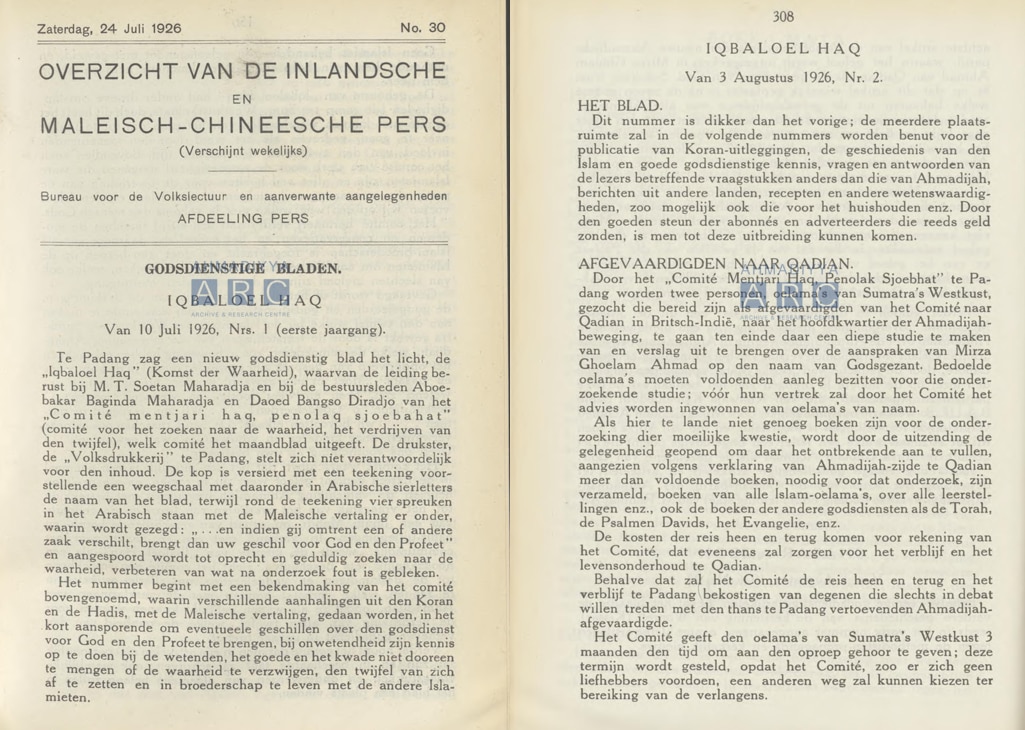 Zaterdag, 24 Juli 1926 No. 30
OVERZICHT VAN DE INLANDSCHE
EN
MALEISCH-CHINEESCHE PERS
(Verschijnt wekelijks)
Bureau voor de Volkslectuur en aanverwante aangelegenheden
AFDEELING PERS
GODSDIENSTIGE BLADEN.
IQBALOEL HAQ
Van 10 Juli 1926, Nrs. 1 (eerste jaargang).
Te Padang zag een nieuw godsdienstig blad het licht, de
„Iqbaloel Haq" (Komst der Waarheid), waarvan de leiding be-
rust bij M. T. Soetan Maharadja en bij de bestuursleden Aboe-
bakar Baginda Maharadja en Daoed Bangso Diradjo van het
„Comité mentjari haq, penolaq sjoebahat"
(comité voor het zoeken naar de waarheid, het verdrijven van
den twijfel), welk comité het maandblad uitgeeft. De drukster,
de „Volksdrukkerij" te Padang, stelt zich niet verantwoordelijk
voor den inhoud. De kop is versierd met een teekening voor-
stellende een weegschaal met daaronder in Arabische sierletters
de naam van het blad, terwijl rond de teekening vier spreuken
in het Arabisch staan met de Maleische vertaling er onder,
waarin wordt gezegd: „...en indien gij omtrent een of andere
zaak verschilt, brengt dan uw geschil voor God en den Profeet"
en aangespoord wordt tot oprecht en geduldig zoeken naar de
waarheid, verbeteren van wat na onderzoek fout is gebleken.
Het nummer begint met een bekendmaking van het comité
bovengenoemd, waarin verschillende aanhalingen uit den Koran
en de Hadis, met de Maleische vertaling, gedaan worden, in het
kort aansporende om eventueele geschillen over den godsdienst
voor God en den Profeet te brengen, bij onwetendheid zijn kennis
op te doen bij de wetenden, het goede en het kwade niet dooreen
te mengen of de waarheid te verzwijgen, den twijfel van zich
af te zetten en in broederschap te leven met de andere Isla-
mieten.
308
IQBALOEL HAQ
Van 3 Augustus 1926, Nr. 2.
HET BLAD.
Dit nummer is dikker dan het vorige; de meerdere plaats-
ruimte zal in de volgende nummers worden benut voor de
publicatie van Koran-uitleggingen, de geschiedenis van den
Islam en goede godsdienstige kennis, vragen en antwoorden van
de lezers betreffende vraagstukken anders dan die van Ahmadijah,
berichten uit andere landen, recepten en andere wetenswaardig-
heden, zoo mogelijk ook die voor het huishouden enz. Door
den goeden steun der abonnés en adverteerders die reeds geld
zonden, is men tot deze uitbreiding kunnen komen.
AFGEVAARDIGDEN NAAR QADIAN.
Door het „Comité Mentjari Haq, Penolak Sjoebhat" te Pa-
dang worden twee personen, oelama's van Sumatra's Westkust,
gezocht die bereid zijn als afgevaardigden van het Comité naar
Qadian in Britsch-Indië, naar het hoofdkwartier der Ahmadijah-
beweging, te gaan ten einde daar een diepe studie te maken
van en verslag uit te brengen over de aanspraken van Mirza
Ghoelam Ahmad op den naam van Godsgezant. Bedoelde
oelama's moeten voldoenden aanleg bezitten voor die onder-
zoekende studie; vóór hun vertrek zal door het Comité het
advies worden ingewonnen van oelama's van naam.
Als hier te lande niet genoeg boeken zijn voor de onder-
zoeking dier moeilijke kwestie, wordt door de uitzending de
gelegenheid geopend om daar het ontbrekende aan te vullen,
aangezien volgens verklaring van Ahmadijah-zijde te Qadian
meer dan voldoende boeken, noodig voor dat onderzoek, zijn
verzameld, boeken van alle Islam-oelama's, over alle leerstel-
lingen enz., ook de boeken der andere godsdiensten als de Torah,
de Psalmen Davids, het Evangelie, enz.
De kosten der reis heen en terug komen voor rekening van
het Comité, dat eveneens zal zorgen voor het verblijf en het
levensonderhoud te Qadian.
Behalve dat zal het Comité de reis heen en terug en het
verblijf te Padang bekostigen van degenen die slechts in debat
willen treden met den thans te Padang vertoevenden Ahmadijah-
afgevaardigde.
Het Comité geeft den oelama's van Sumatra's Westkust 3
maanden den tijd om aan den oproep gehoor te geven; deze
termijn wordt gesteld, opdat het Comité, zoo er zich geen
liefhebbers voordoen, een anderen weg zal kunnen kiezen ter
bereiking van de verlangens.
AHMADIYYA
ARC
ARCHIVE & RESEARCH CENTRE
AHMADIYYA
ARC
ARCHIVE & RESEARCH CENTRE